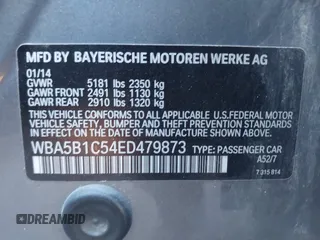 MFD BY BAYERISCHE MOTOREN WERKE AG
01/14
GVWR 5181 lbs 2350 kg
GAWR FRONT 2491 lbs 1130 kg
GAWR REAR 2910 lbs 1320 kg
THIS VEHICLE CONFORMS TO ALL APPLICABLE U.S.FEDERAL MOTOR
VEHICLE SAFETY, BUMPER, AND THEFT PREVENTION STANDARDS
IN EFFECT ON THE DATE OF MANUFACTURE SHOWN ABOVE.
WBA5B1C54ED479873 TYPE: PASSENGER CAR
A52/7
7 315 814
DREAMBID